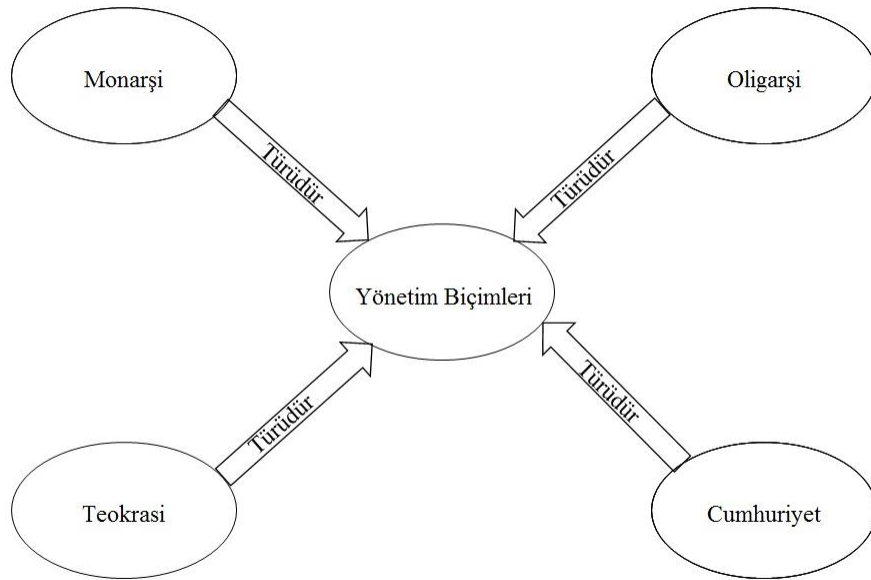 Monarşi
Oligarşi
Türüdür
Türüdür
Yönetim Biçimleri
Türüdür
Türüdür
Teokrasi
Cumhuriyet